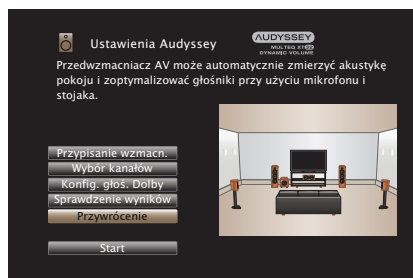 Ustawienia Audyssey
AUDYSSEY
MULTEQ XT32
DYNAMIC VOLUME
Przedwzmacniacz AV może automatycznie zmierzyć akustykę
pokoju i zoptymalizować głośniki przy użyciu mikrofonu i
stojaka.
Przypisanie wzmacn.
Wybór kanałów
Konfig. głoś. Dolby
Sprawdzenie wyników
Przywrócenie
Start